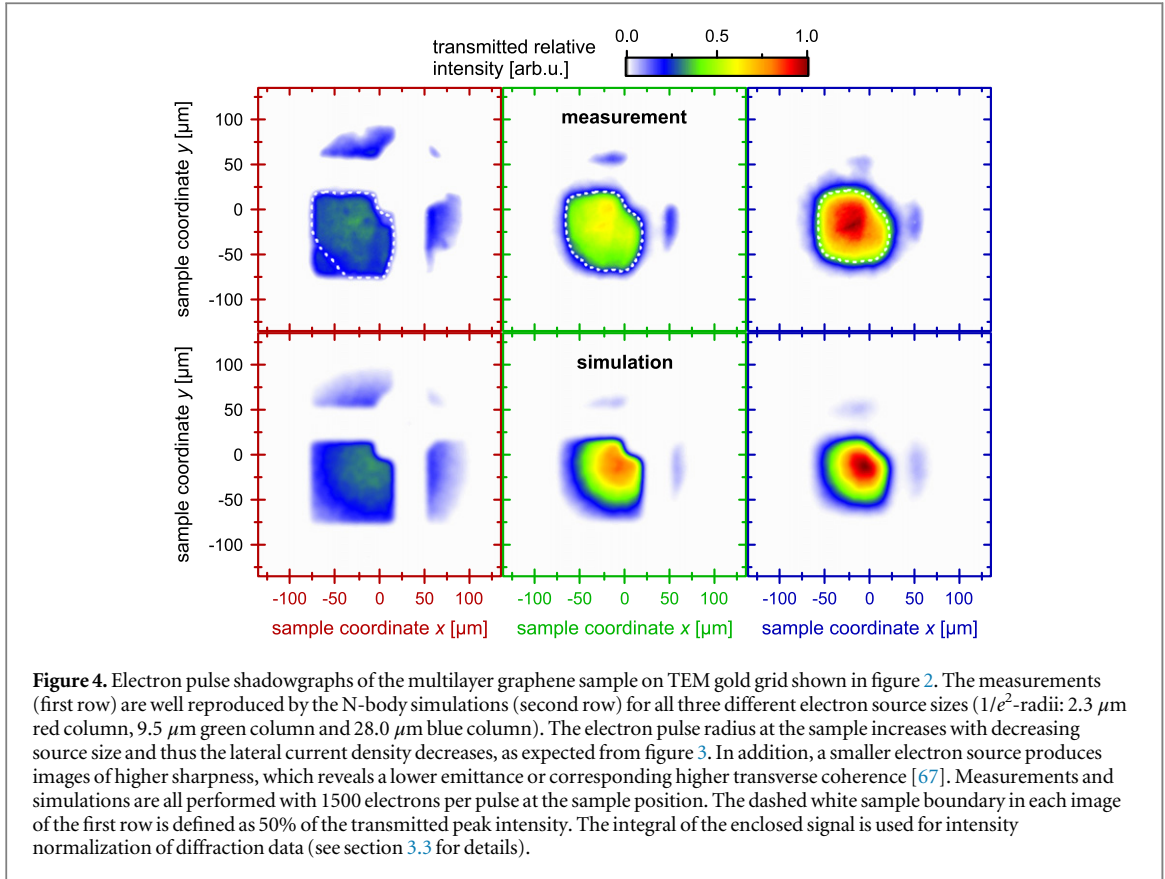 transmitted relative
intensity [arb.u.]
0.0 0.5 1.0
measurement
sample coordinate y [µm]
100
50
0
-50
-100
simulation
sample coordinate y [µm]
100
50
0
-50
-100
-100 -50 0 50 100 -100 -50 0 50 100 -100 -50 0 50 100
sample coordinate x [µm] sample coordinate x [µm] sample coordinate x [µm]
Figure 4. Electron pulse shadowgraphs of the multilayer graphene sample on TEM gold grid shown in figure 2. The measurements
(first row) are well reproduced by the N-body simulations (second row) for all three different electron source sizes (1/e²-radii: 2.3 µm
red column, 9.5 µm green column and 28.0 µm blue column). The electron pulse radius at the sample increases with decreasing
source size and thus the lateral current density decreases, as expected from figure 3. In addition, a smaller electron source produces
images of higher sharpness, which reveals a lower emittance or corresponding higher transverse coherence [67]. Measurements and
simulations are all performed with 1500 electrons per pulse at the sample position. The dashed white sample boundary in each image
of the first row is defined as 50% of the transmitted peak intensity. The integral of the enclosed signal is used for intensity
normalization of diffraction data (see section 3.3 for details).